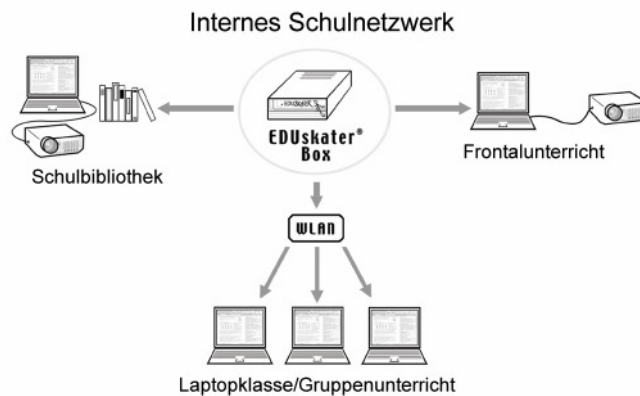 Internes Schulnetzwerk
EDUskater®
Box
Schulbibliothek
Frontalunterricht
WLAN
Laptopklasse/Gruppenunterricht